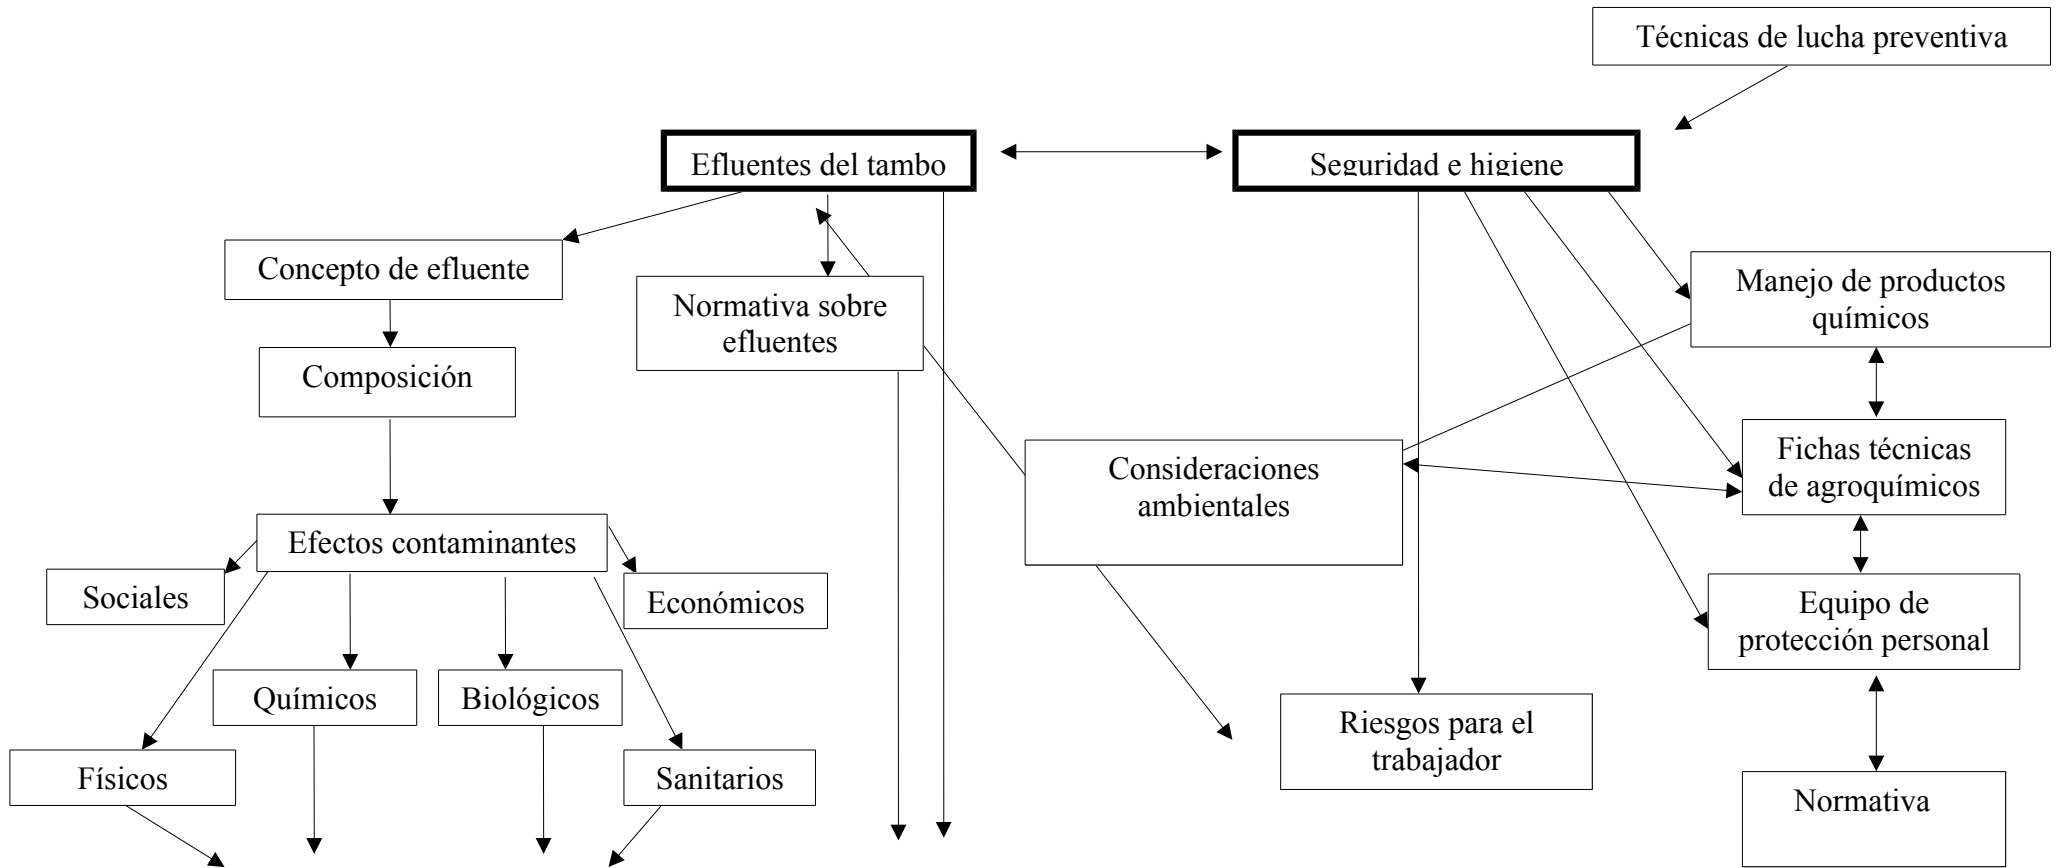 Técnicas de lucha preventiva
Efluentes del tambo
Seguridad e higiene
Concepto de efluente
Normativa sobre
efluentes
Manejo de productos
químicos
Composición
Consideraciones
ambientales
Fichas técnicas
de agroquímicos
Efectos contaminantes
Sociales
Económicos
Equipo de
protección personal
Químicos
Biológicos
Riesgos para el
trabajador
Físicos
Sanitarios
Normativa